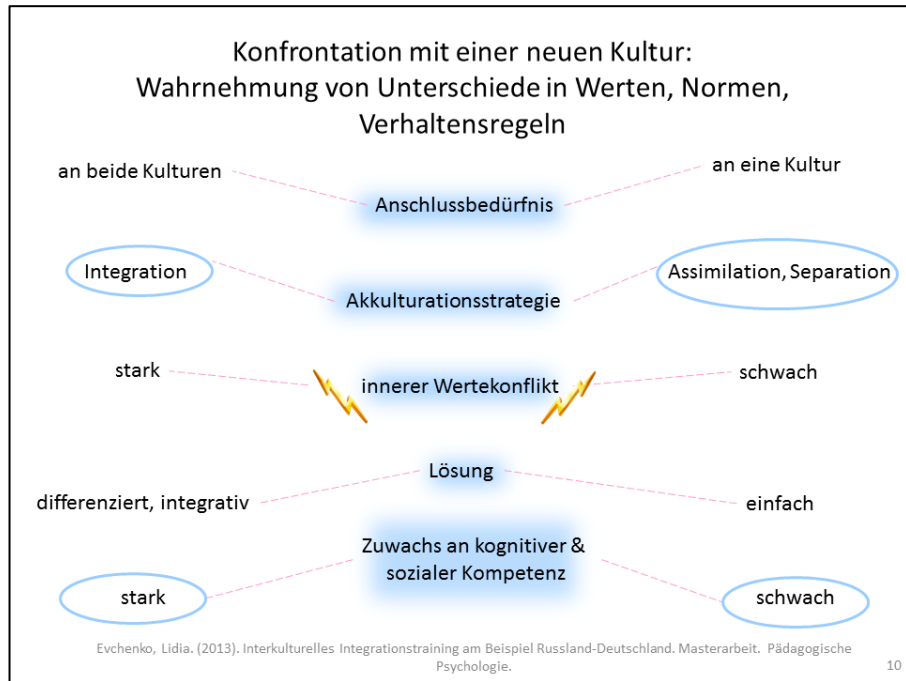 Konfrontation mit einer neuen Kultur:
Wahrnehmung von Unterschiede in Werten, Normen,
Verhaltensregeln
an beide Kulturen
an eine Kultur
Anschlussbedürfnis
Integration
Assimilation, Separation
Akkulturationsstrategie
stark
innerer Wertekonflikt
schwach
Lösung
differenziert, integrativ
einfach
Zuwachs an kognitiver &
sozialer Kompetenz
stark
schwach
Evchenko, Lidia. (2013). Interkulturelles Integrationstraining am Beispiel Russland-Deutschland. Masterarbeit. Pädagogische
Psychologie.
10